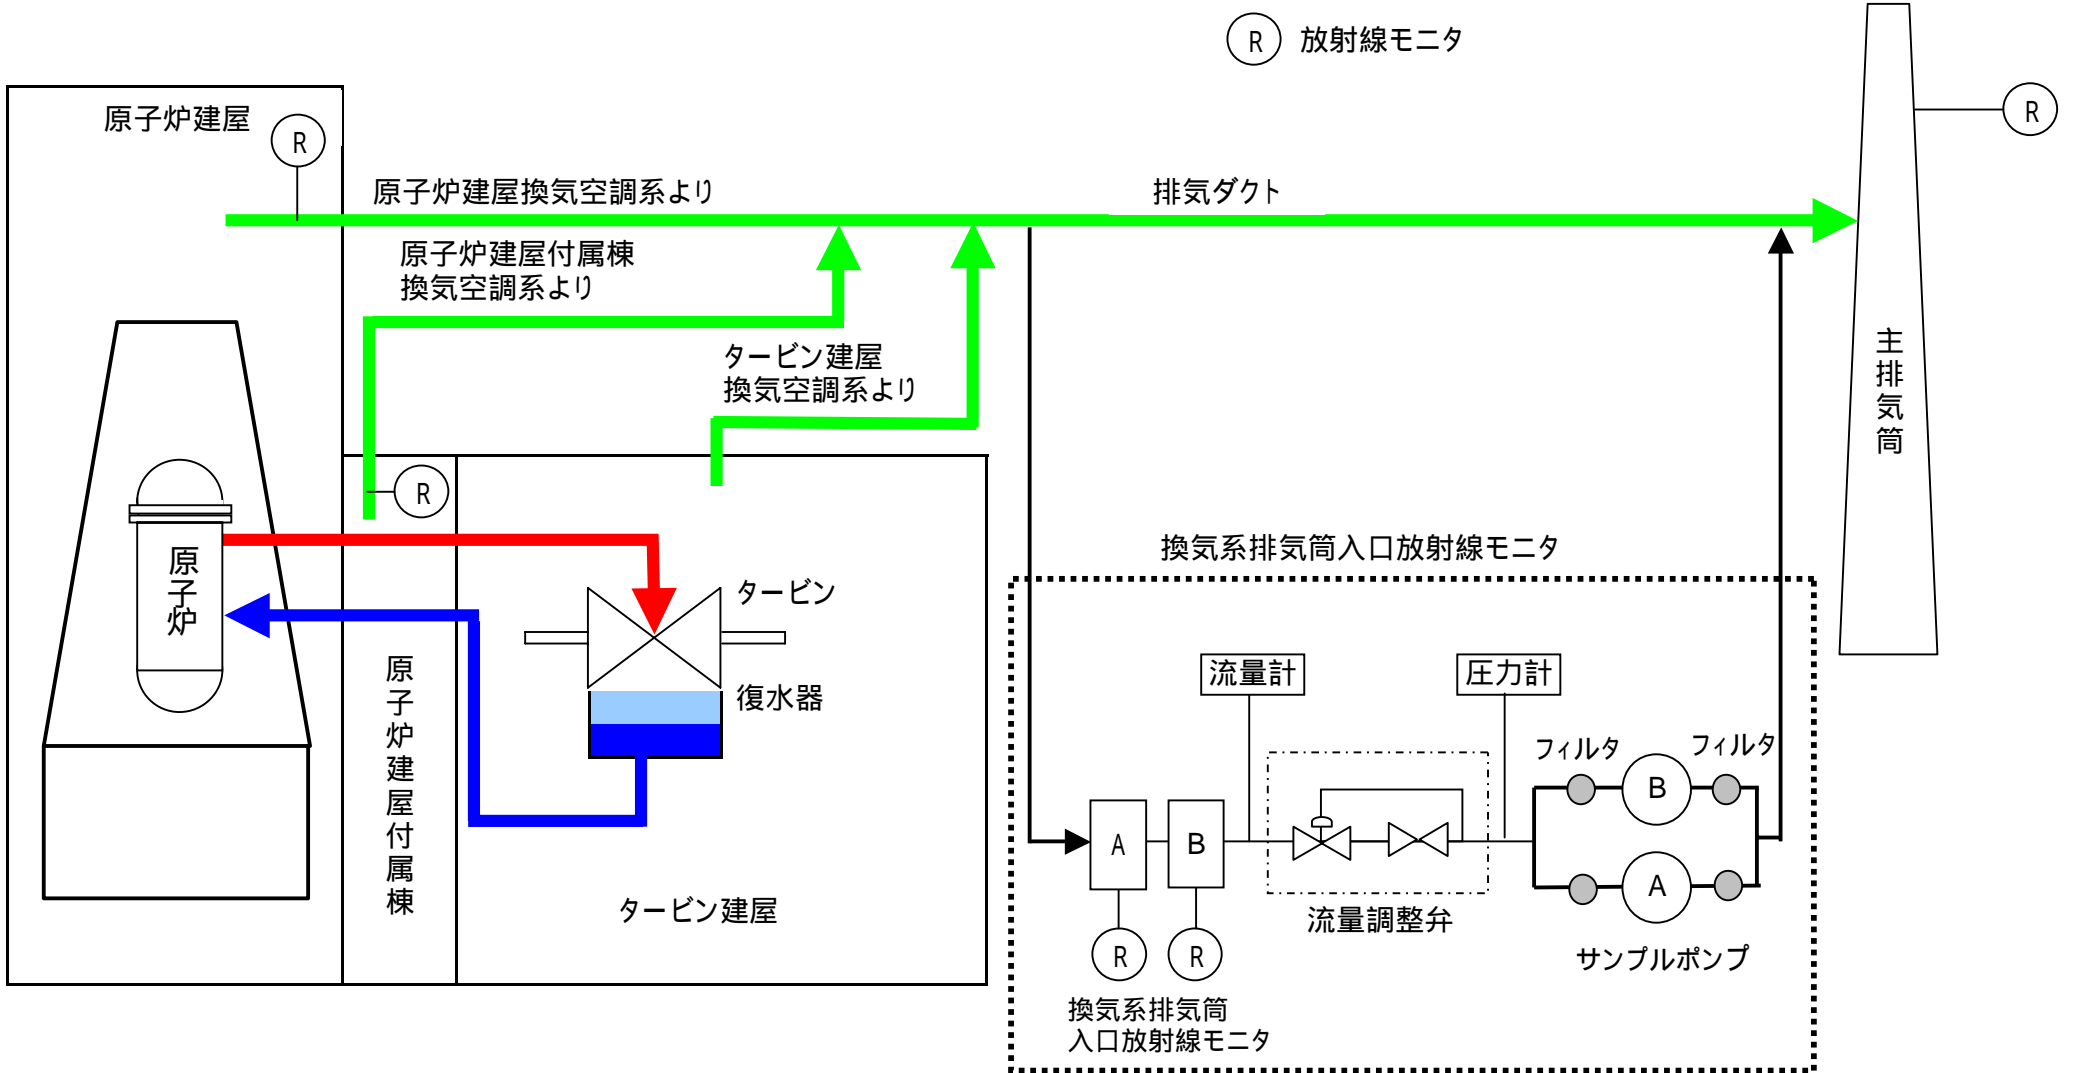 R 放射線モニタ
原子炉建屋
R
R
原子炉建屋換気空調系より
排気ダクト
原子炉建屋付属棟
換気空調系より
タービン建屋
換気空調系より
主排気筒
R
換気系排気筒入口放射線モニタ
原子炉
タービン
復水器
原子炉建屋付属棟
タービン建屋
流量計
圧力計
フィルタ
フィルタ
B
A
B
A
流量調整弁
サンプルポンプ
R
R
換気系排気筒
入口放射線モニタ